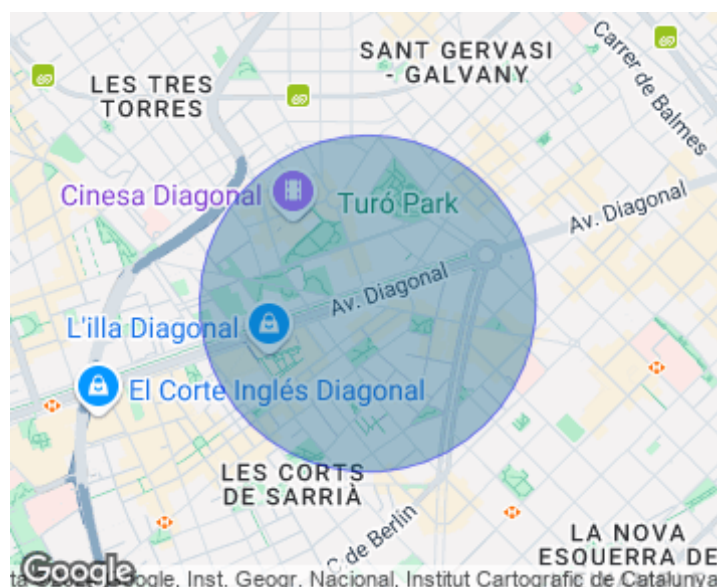 SANT GERVASI
- GALVANY
Carrer de Balmes
LES TRES
TORRES
Cinesa Diagonal
Turó Park
Av. Diagonal
Av. Diagonal
L'illa Diagonal
El Corte Inglés Diagonal
LES CORTS
DE SARRIÀ
C. de Berlín
LA NOVA
ESQUERRA DE
Google
Google, Inst. Geogr. Nacional, Institut Cartogràfic de Catalunya